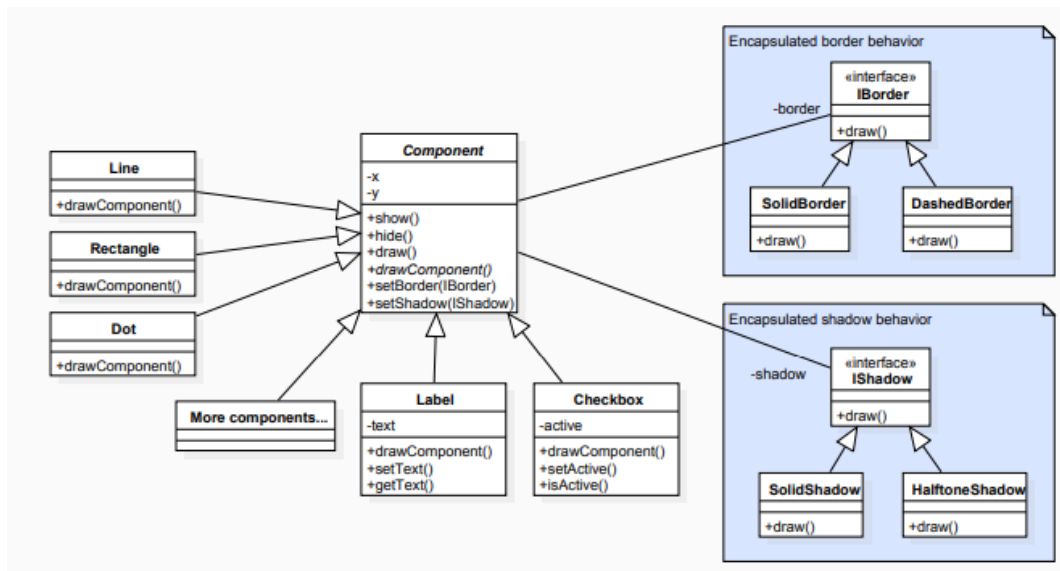 Encapsulated border behavior
«interface»
IBorder
-border
+draw()
SolidBorder
+draw()
DashedBorder
+draw()
Component
-x
-y
+show()
+hide()
+draw()
+drawComponent()
+setBorder(IBorder)
+setShadow(IShadow)
Line
+drawComponent()
Rectangle
+drawComponent()
Dot
+drawComponent()
More components...
Label
-text
+drawComponent()
+setText()
+getText()
Checkbox
-active
+drawComponent()
+setActive()
+isActive()
Encapsulated shadow behavior
«interface»
IShadow
-shadow
+draw()
SolidShadow
+draw()
HalftoneShadow
+draw()